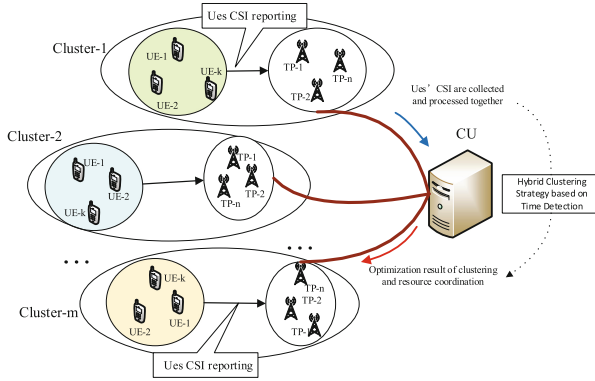 Ues CSI reporting
Cluster-1
UE-1
UE-k
UE-2
TP-1
TP-n
TP-2
Ues’ CSI are collected
and processed together
CU
Cluster-2
UE-1
UE-2
UE-k
TP-1
TP-2
TP-n
Hybrid Clustering
Strategy based on
Time Detection
...
...
Optimization result of clustering
and resource coordination
Cluster-m
UE-k
UE-1
UE-2
TP-n
TP-2
TP-1
Ues CSI reporting